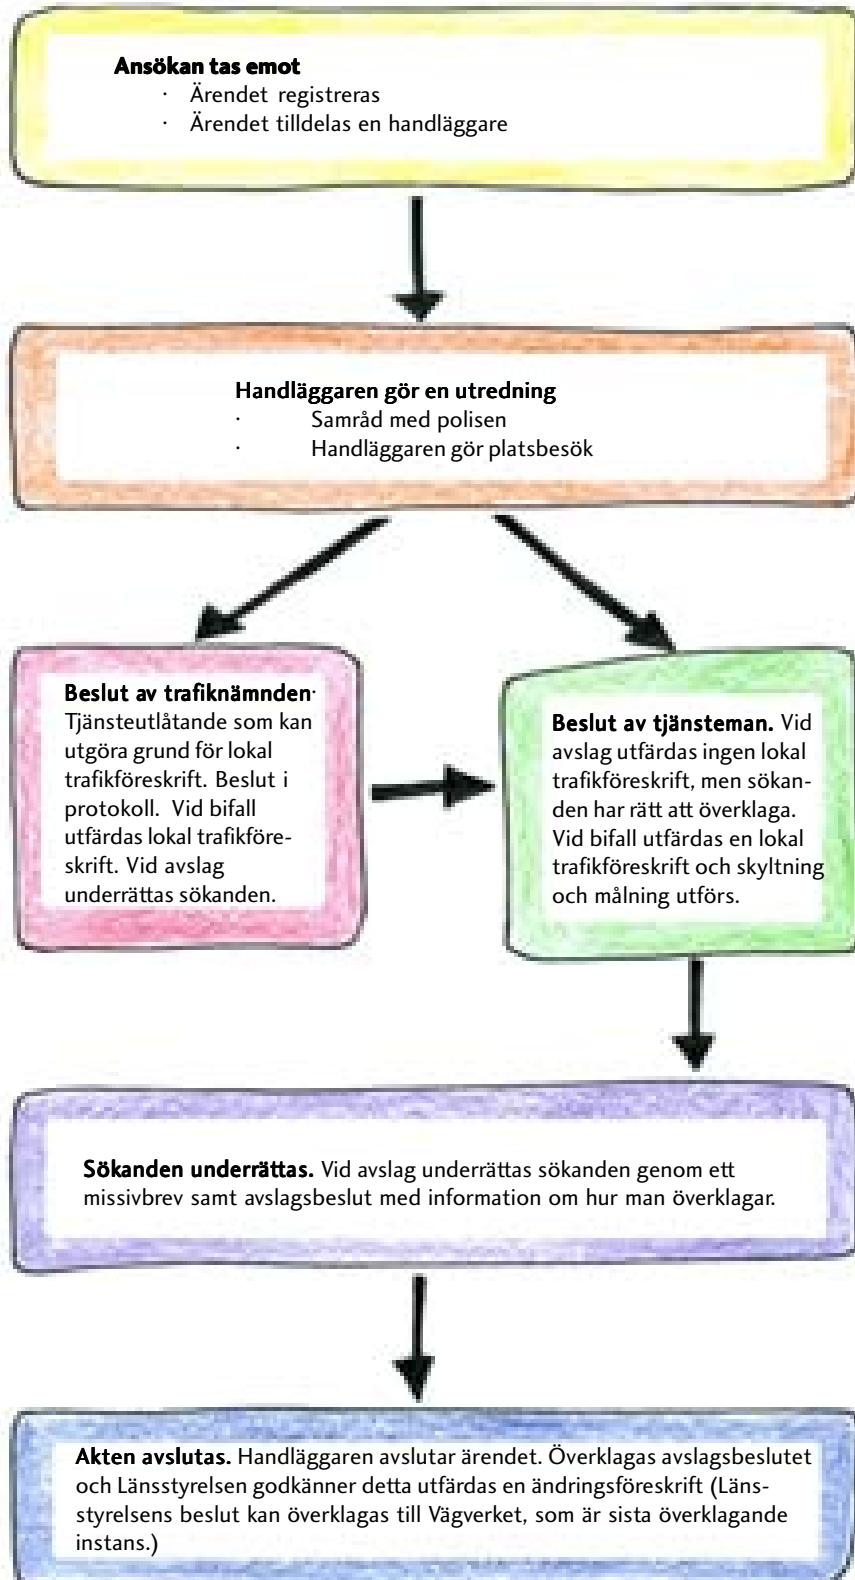 Ansökan tas emot
· Ärendet registreras
· Ärendet tilldelas en handläggare
Handläggaren gör en utredning
· Samråd med polisen
· Handläggaren gör platsbesök
Beslut av trafiknämnden·
Tjänsteutlåtande som kan
utgöra grund för lokal
trafikföreskrift. Beslut i
protokoll. Vid bifall
utfärdas lokal trafikföre-
skrift. Vid avslag
underrättas sökanden.
Beslut av tjänsteman. Vid
avslag utfärdas ingen lokal
trafikföreskrift, men sökan-
den har rätt att överklaga.
Vid bifall utfärdas en lokal
trafikföreskrift och skyltning
och målning utförs.
Sökanden underrättas. Vid avslag underrättas sökanden genom ett
missivbrev samt avslagsbeslut med information om hur man överklagar.
Akten avslutas. Handläggaren avslutar ärendet. Överklagas avslagsbeslutet
och Länsstyrelsen godkänner detta utfärdas en ändringsföreskrift (Läns-
styrelsens beslut kan överklagas till Vägverket, som är sista överklagande
instans.)